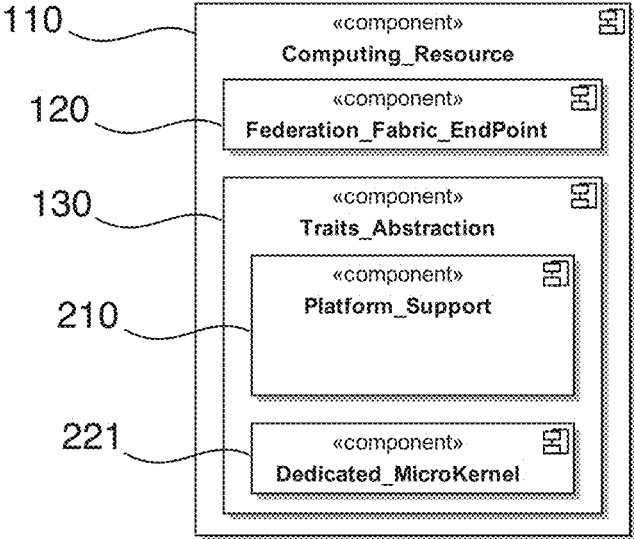 110
«component»
Computing_Resource
120
«component»
Federation_Fabric_EndPoint
130
«component»
Traits_Abstraction
210
«component»
Platform_Support
221
«component»
Dedicated_MicroKernel